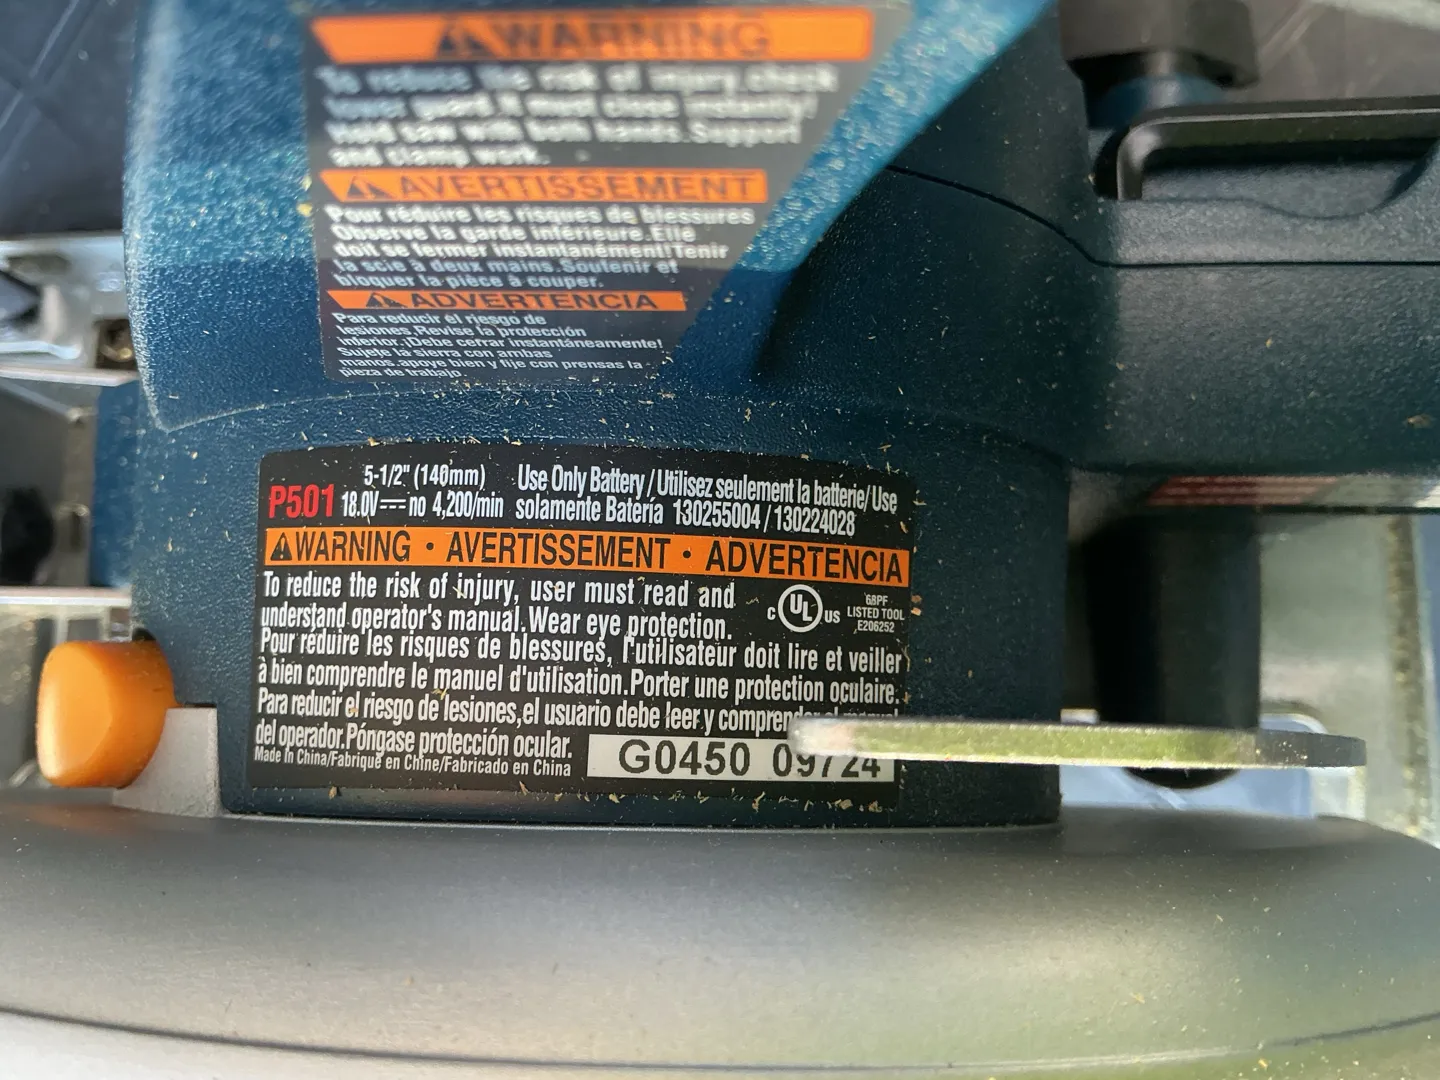 WARNING
To reduce the risk of injury,check
lower guard.It must close instantly!
Hold saw with both hands.Support
and clamp work.
AVERTISSEMENT
Pour réduire les risques de blessures
Observe la garde inférieure.Elle
doit se fermer instantanément!Tenir
la scie à deux mains.Soutenir et
bloquer la pièce à couper.
ADVERTENCIA
Para reducir el riesgo de
lesiones,Revise la protección
inferior.¡Debe cefrar instantáneamente!
Sujete la sierra con ambas
manos.apoye bien y fije con prensas la
pieza de trabajo.
P501
5-1/2" (140mm)
18.0V⎓ no 4,200/min
Use Only Battery / Utilisez seulement la batterie/ Use
solamente Batería 130255004 / 130224028
WARNING · AVERTISSEMENT · ADVERTENCIA
To reduce the risk of injury, user must read and
understand operator's manual.Wear eye protection.
c UL us
68PF
LISTED TOOL
E206252
Pour réduire les risques de blessures, l'utilisateur doit lire et veiller
à bien comprendre le manuel d'utilisation.Porter une protection oculaire.
Para reducir el riesgo de lesiones,el usuario debe leer y comprender el manual
del operador.Póngase protección ocular.
Made In China/Fabriqué en Chine/Fabricado en China
G0450 09724